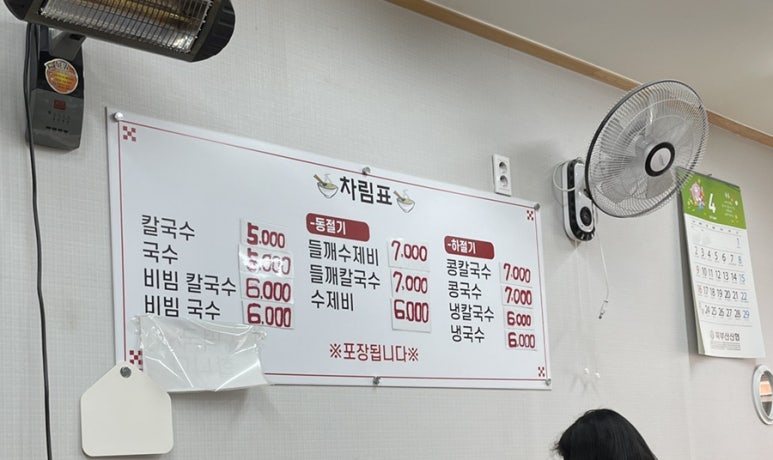 차림표
칼국수 5.000
국수 5.000
비빔 칼국수 6.000
비빔 국수 6.000
-동절기
들깨수제비 7.000
들깨칼국수 7.000
수제비 6.000
-하절기
콩칼국수 7.000
콩국수 7.000
냉칼국수 6.000
냉국수 6.000
※포장됩니다※
4